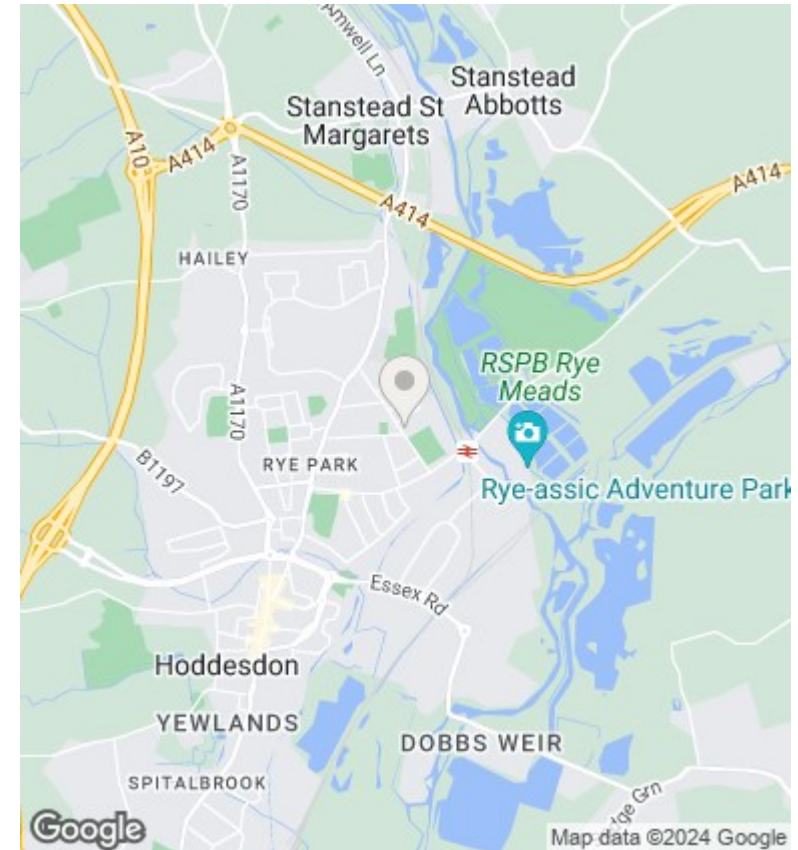 Amwell Ln
Stanstead
Abbotts
Stanstead St
Margarets
A10
A414
A1170
A414
A414
HAILEY
RSPB Rye
Meads
A1170
B1197
RYE PARK
Rye-assic Adventure Park
Essex Rd
Hoddesdon
YEWLANDS
DOBBS WEIR
SPITALBROOK
Grn
Google
Map data ©2024 Google